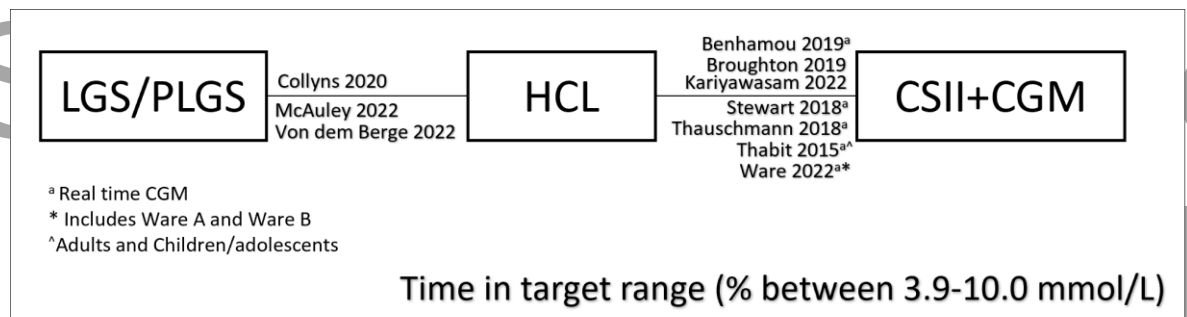 LGS/PLGS
Collyns 2020
McAuley 2022
Von dem Berge 2022
HCL
Benhamou 2019ᵃ
Broughton 2019
Kariyawasam 2022
Stewart 2018ᵃ
Thauschmann 2018ᵃ
Thabit 2015ᵃ^
Ware 2022ᵃ*
CSII+CGM
ᵃ Real time CGM
* Includes Ware A and Ware B
^Adults and Children/adolescents
Time in target range (% between 3.9-10.0 mmol/L)